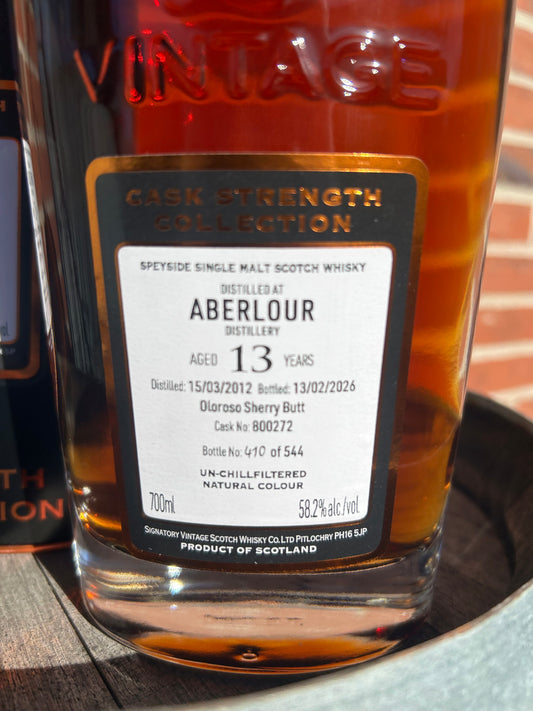 VINTAGE
CASK STRENGTH
COLLECTION
SPEYSIDE SINGLE MALT SCOTCH WHISKY
DISTILLED AT
ABERLOUR
DISTILLERY
AGED 13 YEARS
Distilled: 15/03/2012 Bottled: 13/02/2026
Oloroso Sherry Butt
Cask No: 800272
Bottle No: 410 of 544
UN-CHILLFILTERED
NATURAL COLOUR
700ml 58.2%alc./vol
SIGNATORY VINTAGE SCOTCH WHISKY CO. LTD PITLOCHRY PH16 5JP
PRODUCT OF SCOTLAND